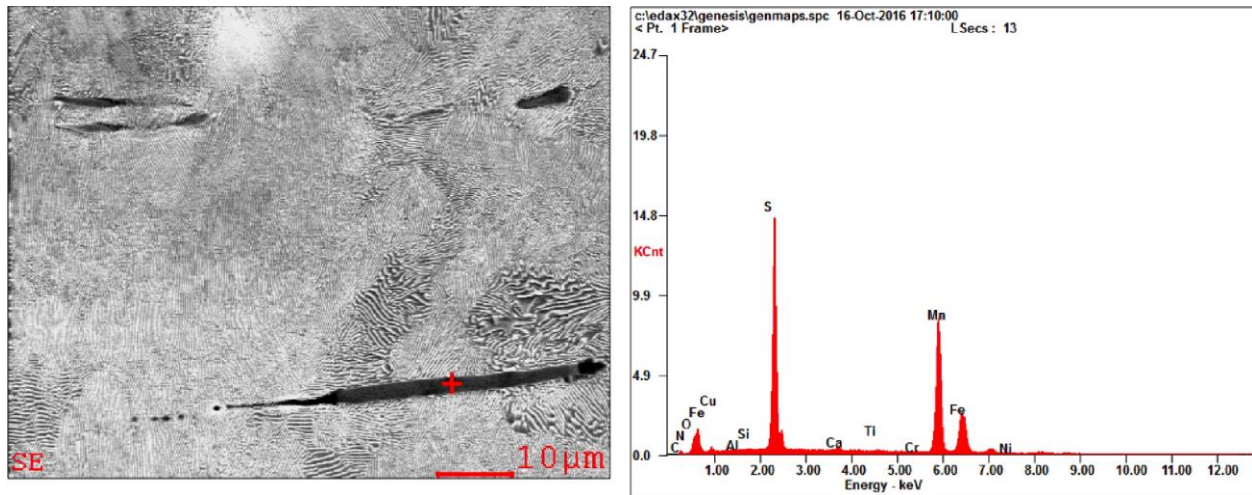 SE
10µm
c:\edax32\genesis\genmaps.spc 16-Oct-2016 17:10:00
< Pt. 1 Frame> LSecs : 13
24.7
19.8
14.8
KCnt
9.9
4.9
0.0
C
N
O
Fe
Cu
Al
Si
S
Ca
Ti
Cr
Mn
Fe
Ni
1.00 2.00 3.00 4.00 5.00 6.00 7.00 8.00 9.00 10.00 11.00 12.00
Energy - keV